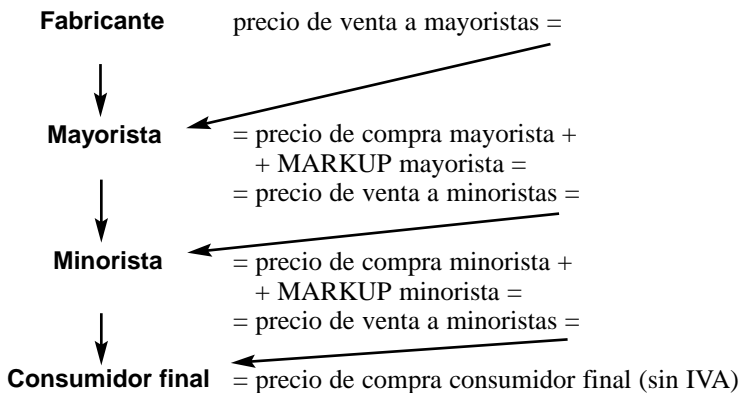 Fabricante precio de venta a mayoristas =
Mayorista = precio de compra mayorista +
+ MARKUP mayorista =
= precio de venta a minoristas =
Minorista = precio de compra minorista +
+ MARKUP minorista =
= precio de venta a minoristas =
Consumidor final = precio de compra consumidor final (sin IVA)